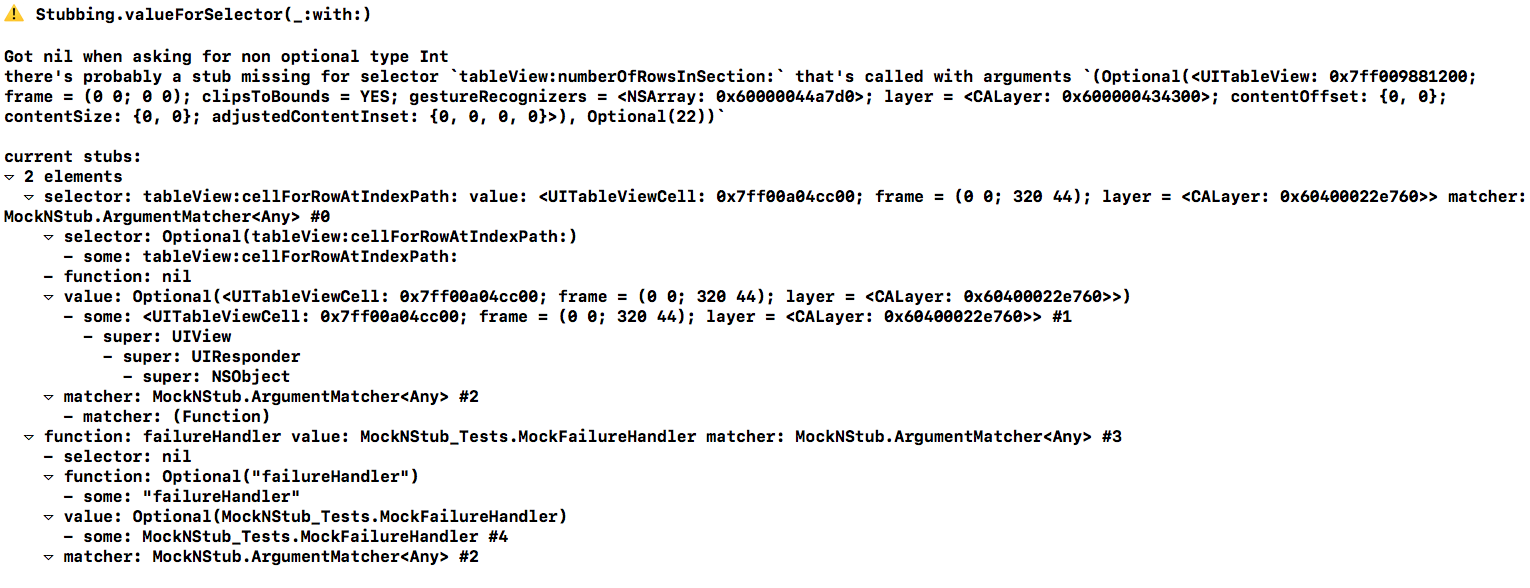 ⚠️ Stubbing.valueForSelector(_:with:)

Got nil when asking for non optional type Int
there's probably a stub missing for selector `tableView:numberOfRowsInSection:` that's called with arguments `(Optional(<UITableView: 0x7ff009881200;
frame = (0 0; 0 0); clipsToBounds = YES; gestureRecognizers = <NSArray: 0x60000044a7d0>; layer = <CALayer: 0x600000434300>; contentOffset: {0, 0};
contentSize: {0, 0}; adjustedContentInset: {0, 0, 0, 0}>), Optional(22))`

current stubs:
▿ 2 elements
▿ selector: tableView:cellForRowAtIndexPath: value: <UITableViewCell: 0x7ff00a04cc00; frame = (0 0; 320 44); layer = <CALayer: 0x60400022e760>> matcher:
MockNStub.ArgumentMatcher<Any> #0
▿ selector: Optional(tableView:cellForRowAtIndexPath:)
- some: tableView:cellForRowAtIndexPath:
- function: nil
▿ value: Optional(<UITableViewCell: 0x7ff00a04cc00; frame = (0 0; 320 44); layer = <CALayer: 0x60400022e760>>)
- some: <UITableViewCell: 0x7ff00a04cc00; frame = (0 0; 320 44); layer = <CALayer: 0x60400022e760>> #1
- super: UIView
- super: UIResponder
- super: NSObject
▿ matcher: MockNStub.ArgumentMatcher<Any> #2
- matcher: (Function)
▿ function: failureHandler value: MockNStub_Tests.MockFailureHandler matcher: MockNStub.ArgumentMatcher<Any> #3
- selector: nil
▿ function: Optional("failureHandler")
- some: "failureHandler"
▿ value: Optional(MockNStub_Tests.MockFailureHandler)
- some: MockNStub_Tests.MockFailureHandler #4
▿ matcher: MockNStub.ArgumentMatcher<Any> #2